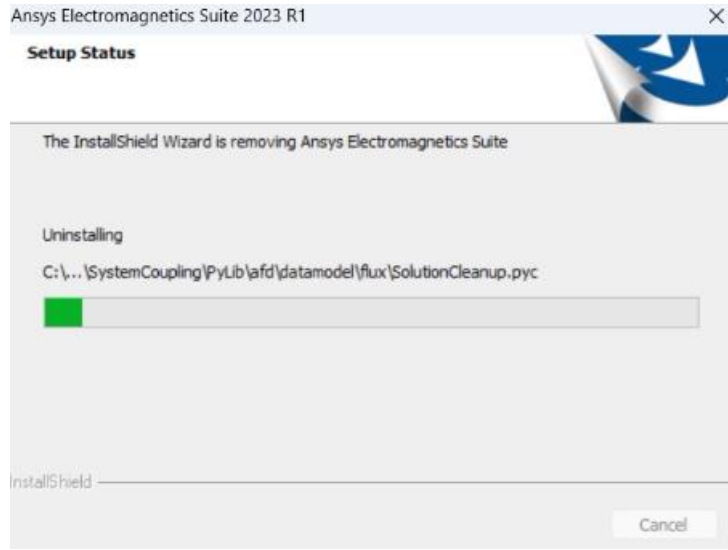 Ansys Electromagnetics Suite 2023 R1
Setup Status
The InstallShield Wizard is removing Ansys Electromagnetics Suite
Uninstalling
C:\...\SystemCoupling\PyLib\afd\datamodel\flux\SolutionCleanup.pyc
InstallShield
Cancel